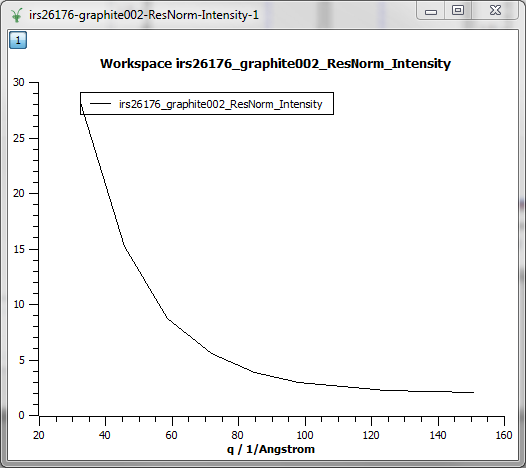 irs26176-graphite002-ResNorm-Intensity-1
1
Workspace irs26176_graphite002_ResNorm_Intensity
irs26176_graphite002_ResNorm_Intensity
30
25
20
15
10
5
0
20 40 60 80 100 120 140 160
q / 1/Angstrom